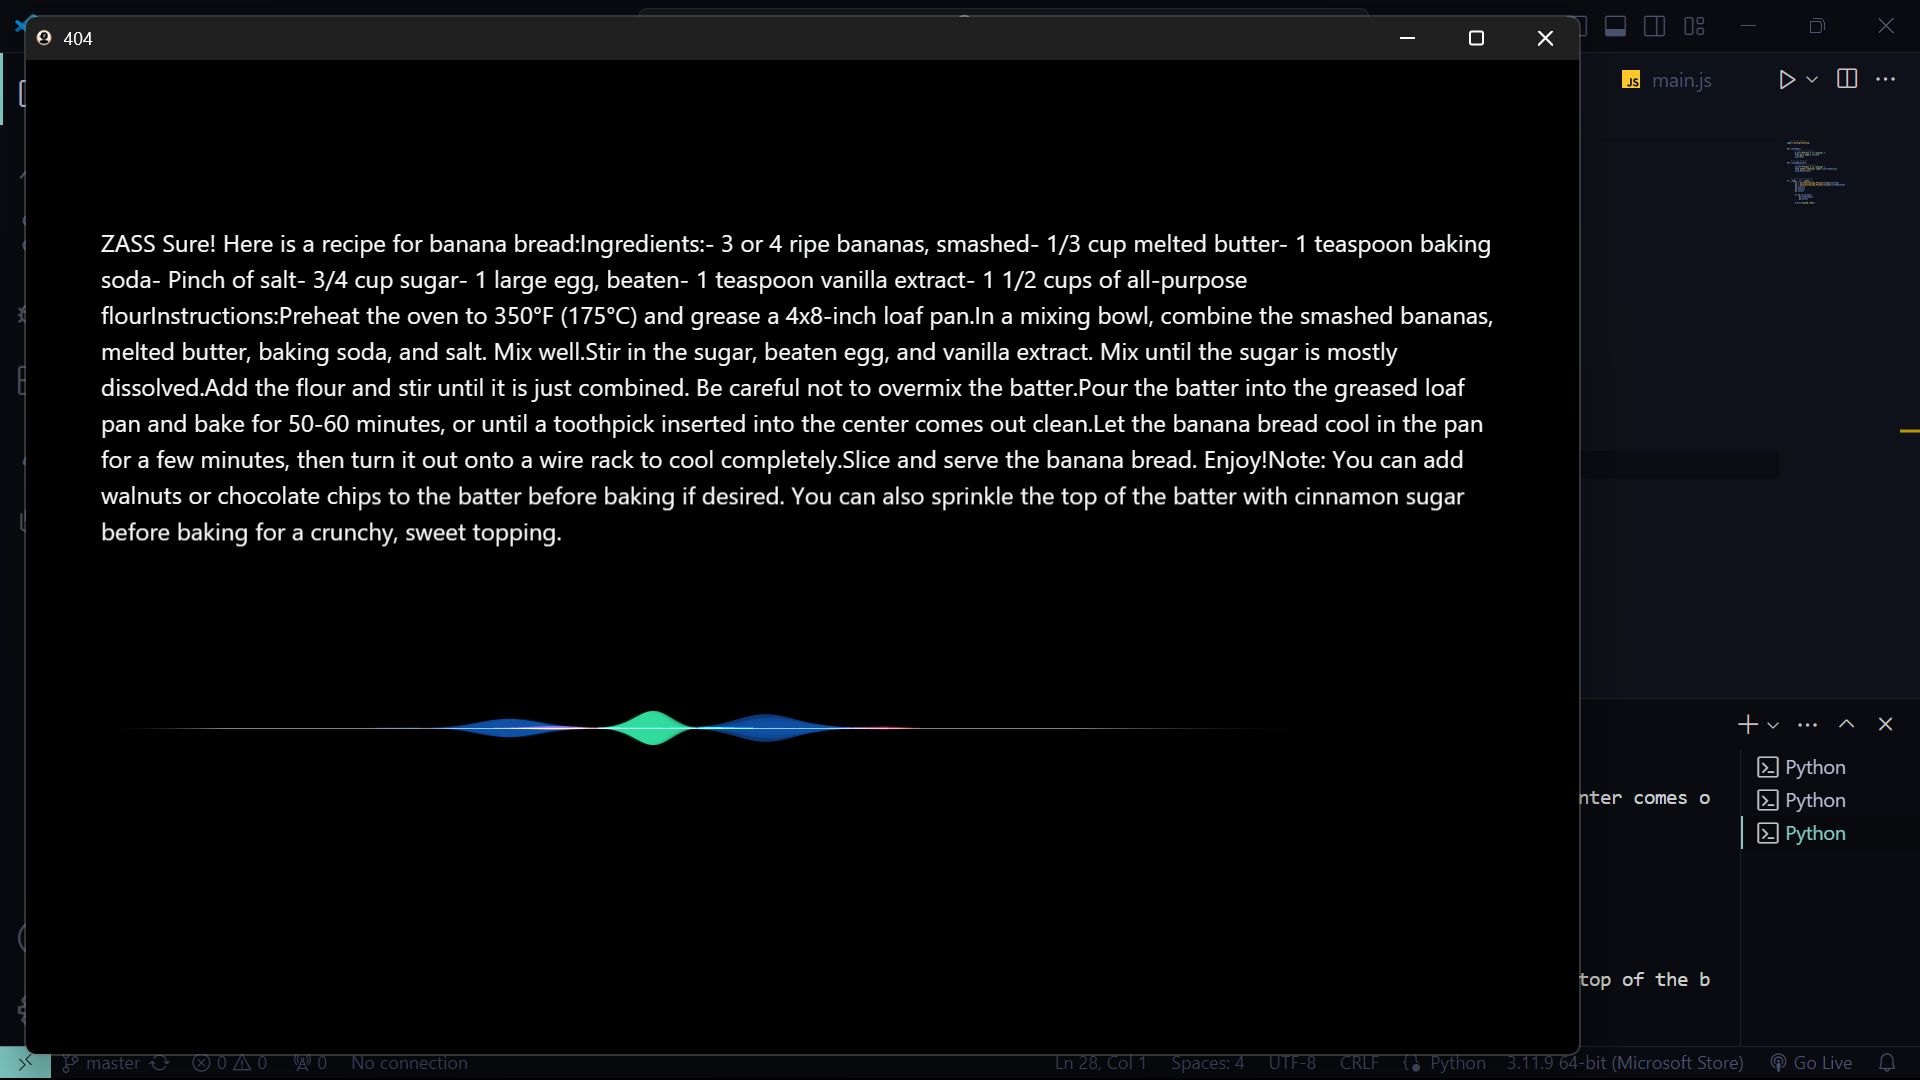 404
main.js
ZASS Sure! Here is a recipe for banana bread:Ingredients:- 3 or 4 ripe bananas, smashed- 1/3 cup melted butter- 1 teaspoon baking
soda- Pinch of salt- 3/4 cup sugar- 1 large egg, beaten- 1 teaspoon vanilla extract- 1 1/2 cups of all-purpose
flourInstructions:Preheat the oven to 350°F (175°C) and grease a 4x8-inch loaf pan.In a mixing bowl, combine the smashed bananas,
melted butter, baking soda, and salt. Mix well.Stir in the sugar, beaten egg, and vanilla extract. Mix until the sugar is mostly
dissolved.Add the flour and stir until it is just combined. Be careful not to overmix the batter.Pour the batter into the greased loaf
pan and bake for 50-60 minutes, or until a toothpick inserted into the center comes out clean.Let the banana bread cool in the pan
for a few minutes, then turn it out onto a wire rack to cool completely.Slice and serve the banana bread. Enjoy!Note: You can add
walnuts or chocolate chips to the batter before baking if desired. You can also sprinkle the top of the batter with cinnamon sugar
before baking for a crunchy, sweet topping.
Python
nter comes o
Python
Python
top of the b
master 0 0 0 No connection Ln 28, Col 1 Spaces: 4 UTF-8 CRLF Python 3.11.9 64-bit (Microsoft Store) Go Live